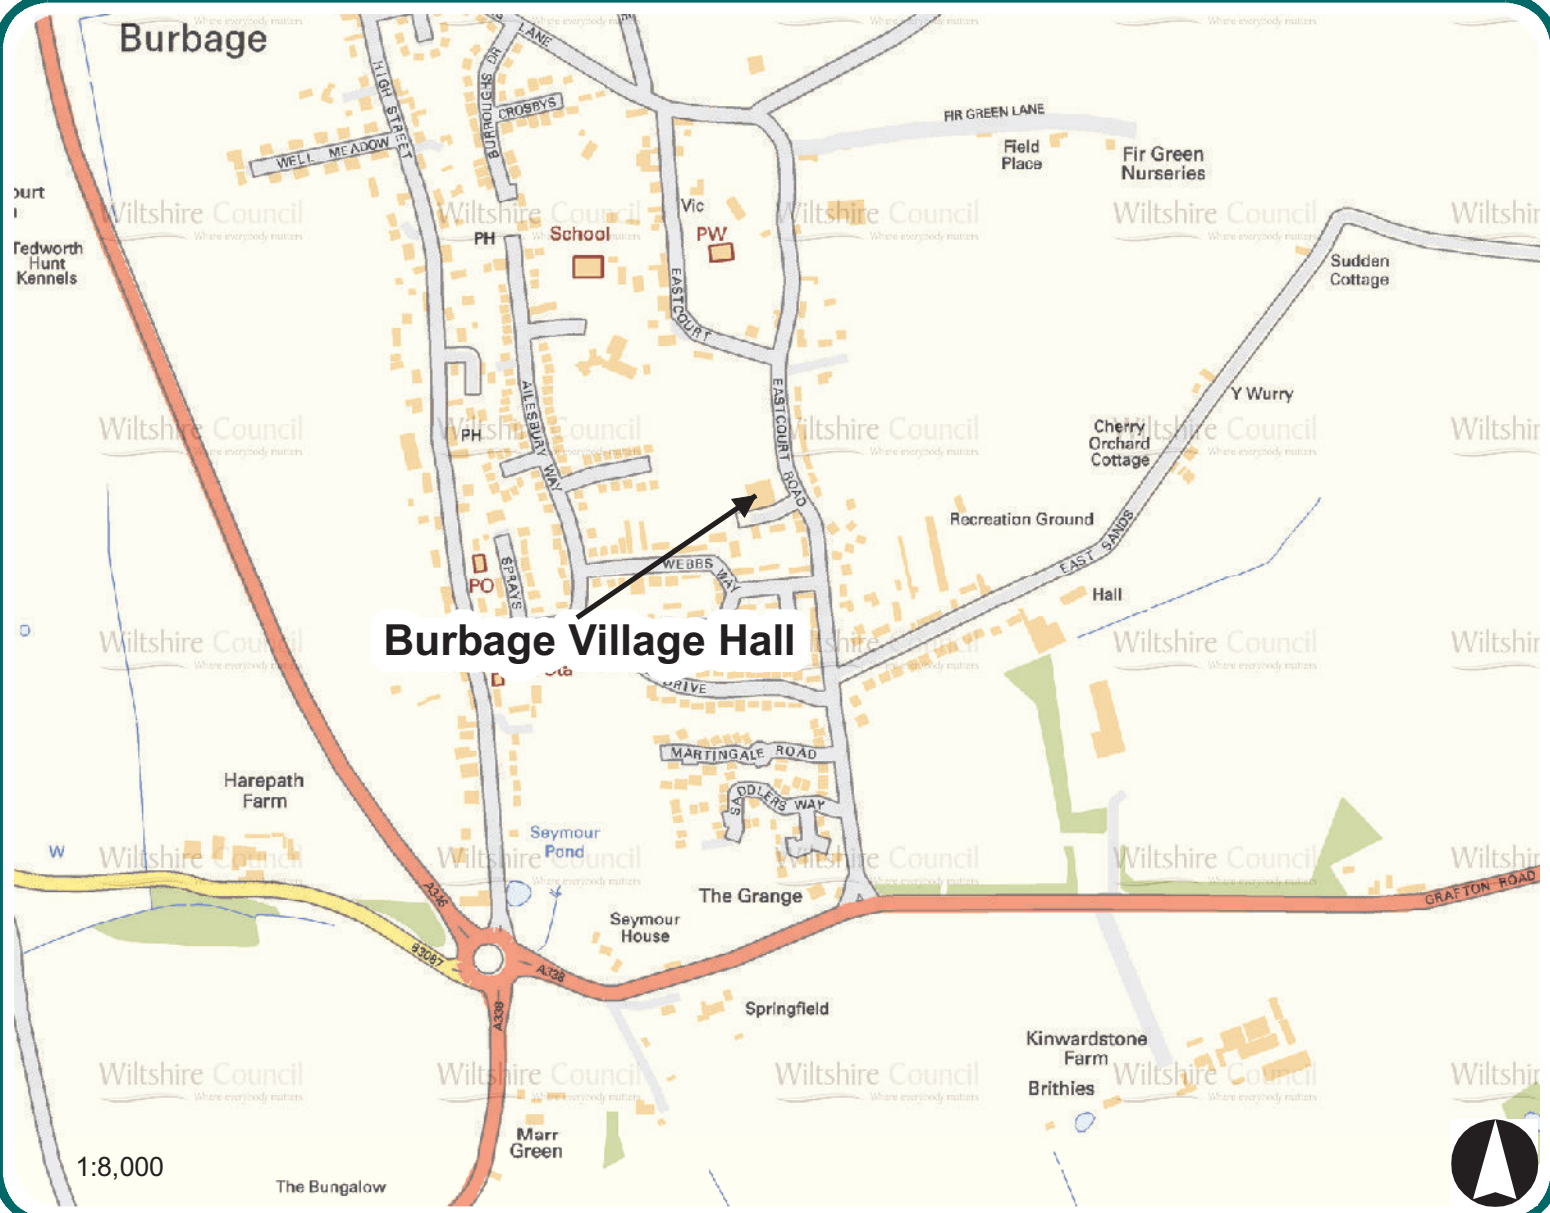 Burbage
LANE
HIGH STREET
BURROUGHS DR
CROSBYS
WELL MEADOW
FIR GREEN LANE
Field
Place
Fir Green
Nurseries
Vic
PW
PH
School
Tedworth
Hunt
Kennels
EASTCOURT
Sudden
Cottage
Y Wurry
Cherry
Orchard
Cottage
AILESBURY WAY
EASTCOURT ROAD
PH
Recreation Ground
EAST SANDS
Hall
PO
SPRAYS
WEBBS WAY
Burbage Village Hall
DRIVE
MARTINGALE ROAD
SADDLERS WAY
Harepath
Farm
Seymour
Pond
W
The Grange
Seymour
House
A346
B3087
A338
A338
GRAFTON ROAD
Springfield
Kinwardstone
Farm
Brithies
Marr
Green
The Bungalow
1:8,000
Wiltshire Council
Where everybody matters